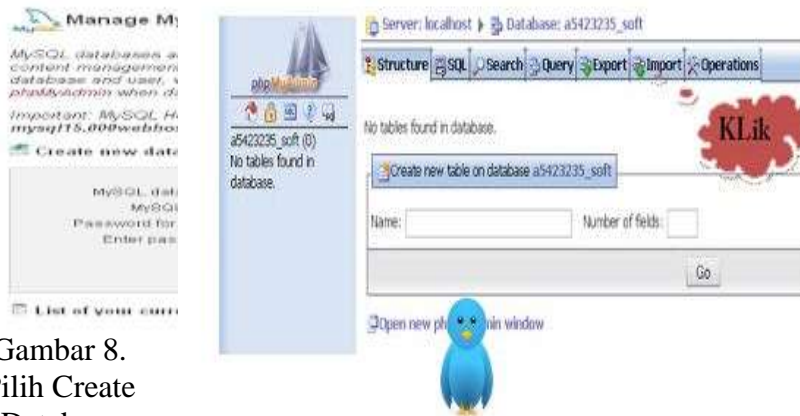 Manage My
MySQL databases a
content managemen
database and user,
phpMyAdmin when d
Important: MySQL H
mysql15.000webhos
Create new data
MySQL data
MySQL
Password for
Enter pas
List of your curr
Gambar 8.
Pilih Create
phpMyAdmin
a5423235_soft (0)
No tables found in
database.
Server: localhost Database: a5423235_soft
Structure SQL Search Query Export Import Operations
No tables found in database.
KLik
Create new table on database a5423235_soft
Name: Number of fields:
Go
Open new ph min window